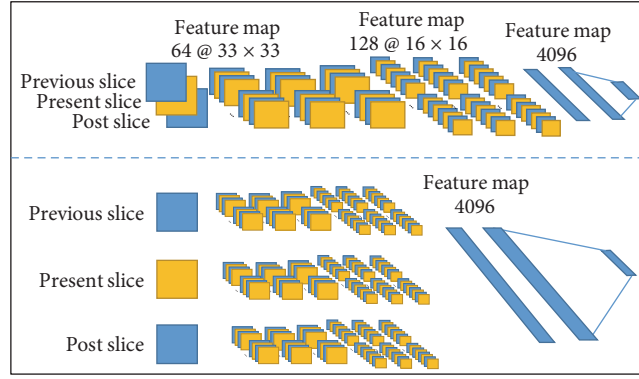 Feature map
64 @ 33 × 33
Feature map
128 @ 16 × 16
Feature map
4096
Previous slice
Present slice
Post slice
Previous slice
Present slice
Post slice
Feature map
4096